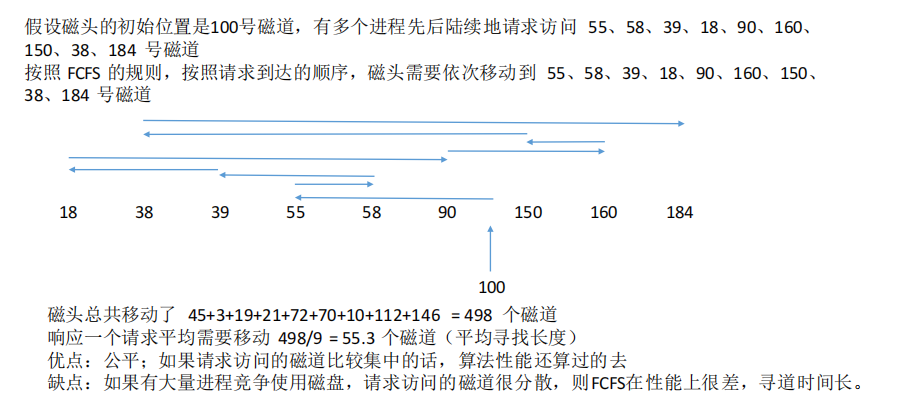 假设磁头的初始位置是100号磁道，有多个进程先后陆续地请求访问 55、58、39、18、90、160、
150、38、184 号磁道
按照 FCFS 的规则，按照请求到达的顺序，磁头需要依次移动到 55、58、39、18、90、160、150、
38、184 号磁道
18 38 39 55 58 90 150 160 184
100
磁头总共移动了 45+3+19+21+72+70+10+112+146 = 498 个磁道
响应一个请求平均需要移动 498/9 = 55.3 个磁道（平均寻找长度）
优点：公平；如果请求访问的磁道比较集中的话，算法性能还算过的去
缺点：如果有大量进程竞争使用磁盘，请求访问的磁道很分散，则FCFS在性能上很差，寻道时间长。